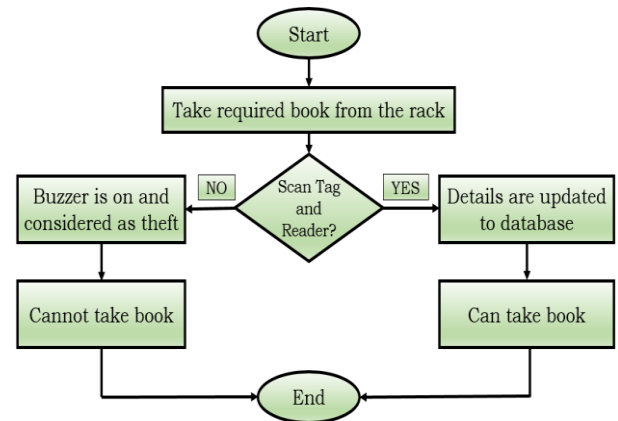 Start
Take required book from the rack
NO
Scan Tag
and
Reader?
YES
Buzzer is on and
considered as theft
Details are updated
to database
Cannot take book
Can take book
End